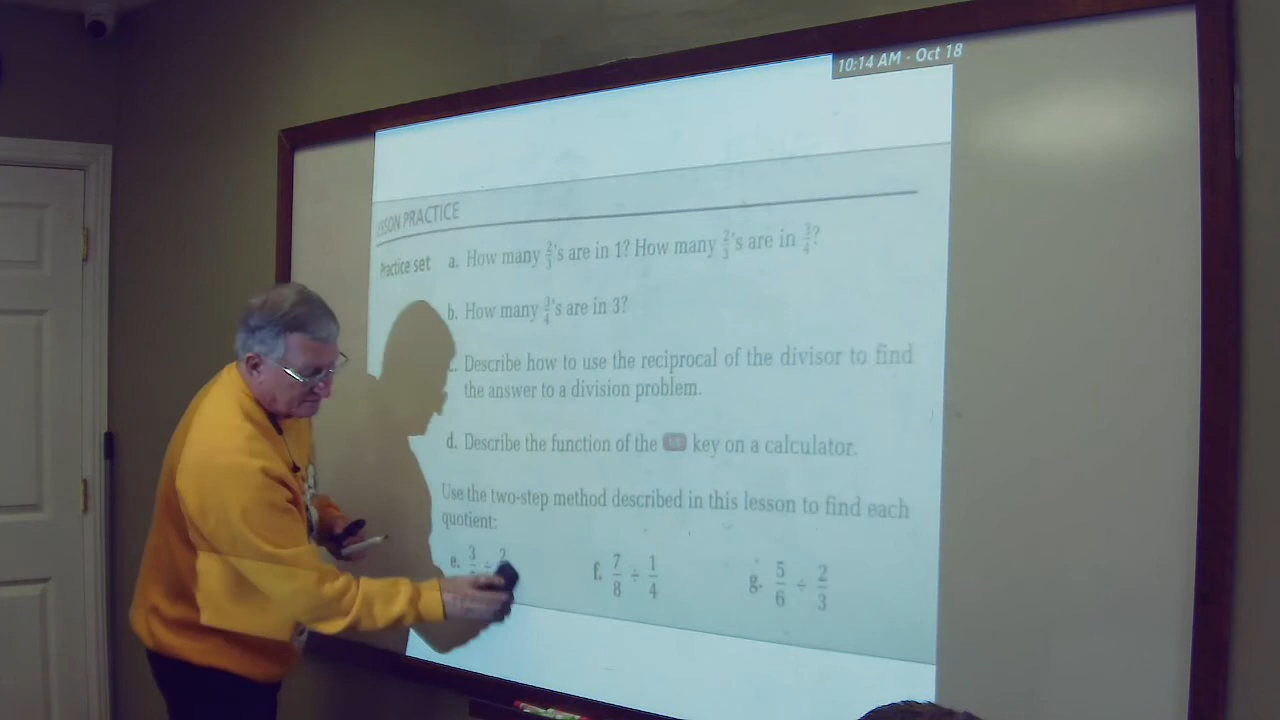 10:14 AM - Oct 18
SSON PRACTICE
Practice set a. How many 2/3's are in 1? How many 2/3's are in 3/4?
b. How many 3/4's are in 3?
c. Describe how to use the reciprocal of the divisor to find
the answer to a division problem.
d. Describe the function of the 1/x key on a calculator.
Use the two-step method described in this lesson to find each
quotient:
e. 3 ÷ 2 f. 7/8 ÷ 1/4 g. 5/6 ÷ 2/3